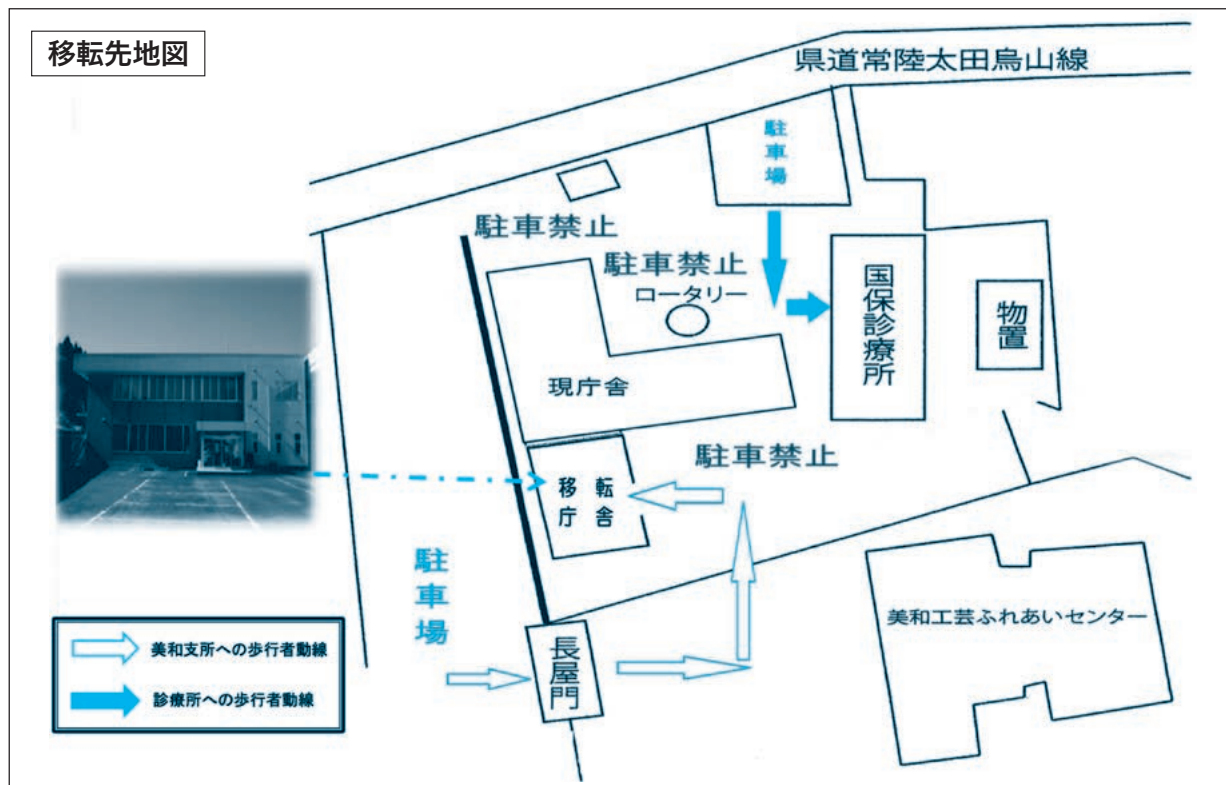 移転先地図
県道常陸太田烏山線
駐車場
駐車禁止
駐車禁止
ロータリー
国保診療所
物置
現庁舎
駐車禁止
移転
庁舎
駐車場
長屋門
美和工芸ふれあいセンター
美和支所への歩行者動線
診療所への歩行者動線